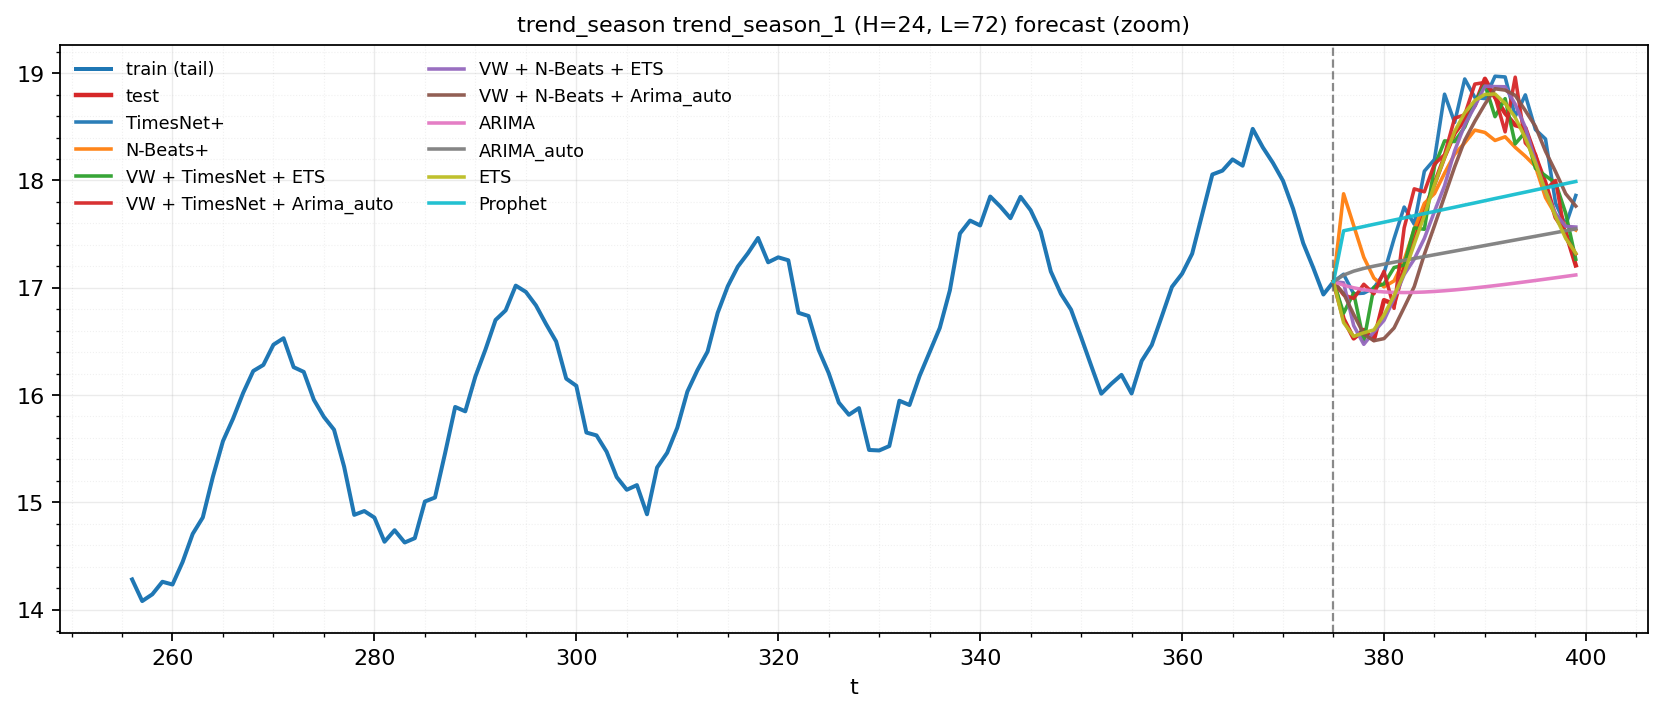 trend_season trend_season_1 (H=24, L=72) forecast (zoom)
train (tail)
test
TimesNet+
N-Beats+
VW + TimesNet + ETS
VW + TimesNet + Arima_auto
VW + N-Beats + ETS
VW + N-Beats + Arima_auto
ARIMA
ARIMA_auto
ETS
Prophet
19
18
17
16
15
14
260 280 300 320 340 360 380 400
t